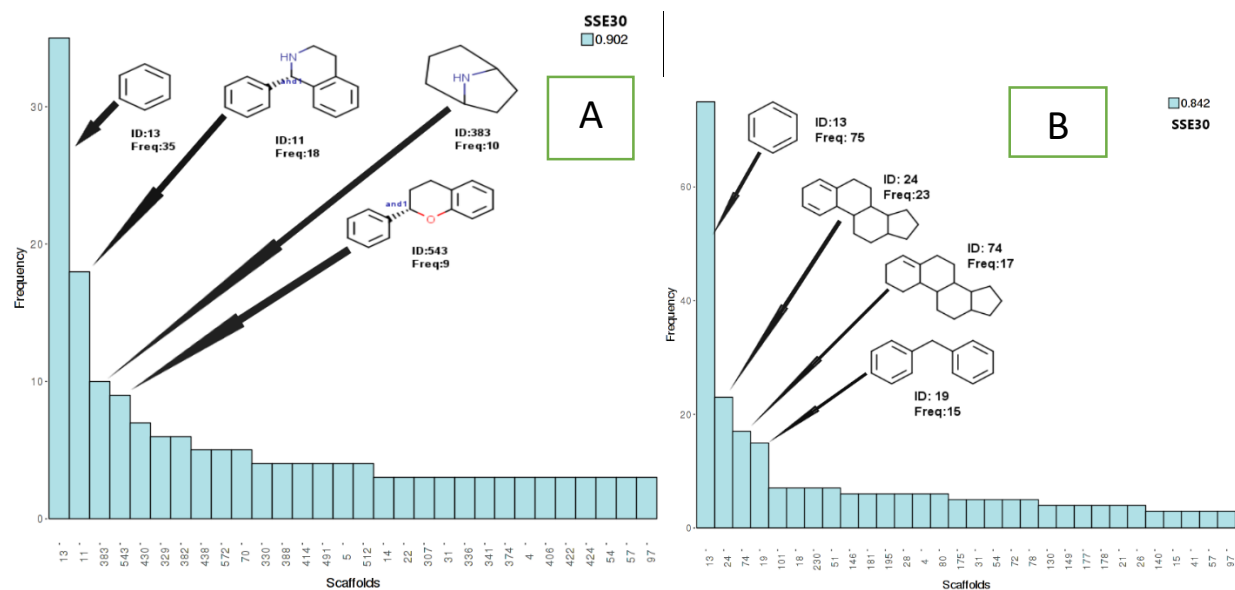 SSE30
0.902
A
HN
and1
HN
ID:13
Freq:35
ID:11
Freq:18
ID:383
Freq:10
and1
O
ID:543
Freq:9
Frequency
30
20
10
0
13
11
383
543
430
329
382
438
572
70
330
388
414
491
5
512
14
22
307
31
336
341
374
4
406
422
424
54
57
97
Scaffolds
B
0.842
SSE30
ID:13
Freq: 75
ID: 24
Freq:23
ID: 74
Freq:17
ID: 19
Freq:15
Frequency
60
40
20
0
13
24
74
19
101
18
230
51
146
181
195
28
4
80
175
31
54
72
78
130
149
177
178
21
26
140
15
41
57
97
Scaffolds